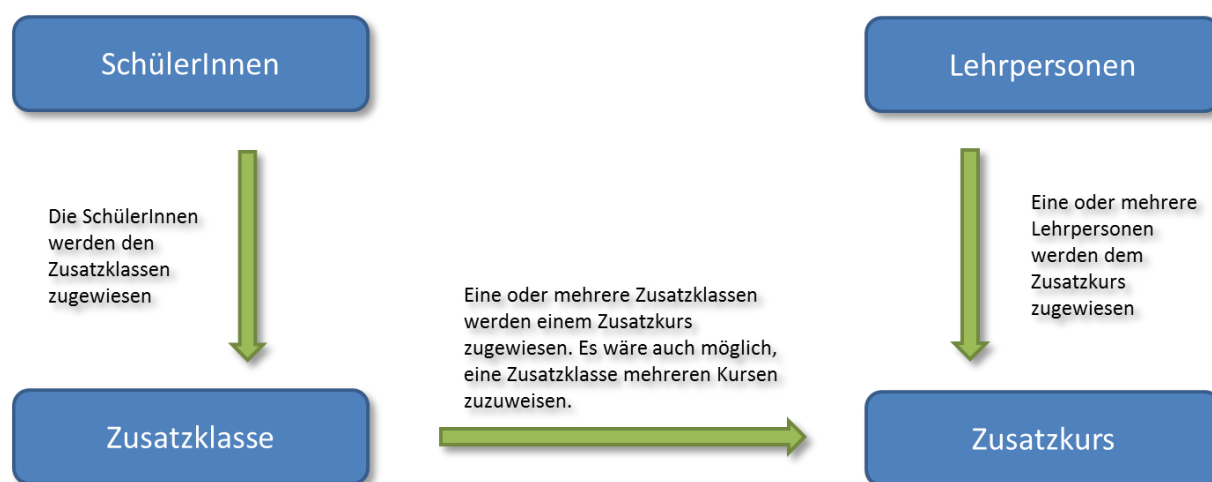 SchülerInnen
Lehrpersonen
Die SchülerInnen
werden den
Zusatzklassen
zugewiesen
Eine oder mehrere
Lehrpersonen
werden dem
Zusatzkurs
zugewiesen
Eine oder mehrere Zusatzklassen
werden einem Zusatzkurs
zugewiesen. Es wäre auch möglich,
eine Zusatzklasse mehreren Kursen
zuzuweisen.
Zusatzklasse
Zusatzkurs